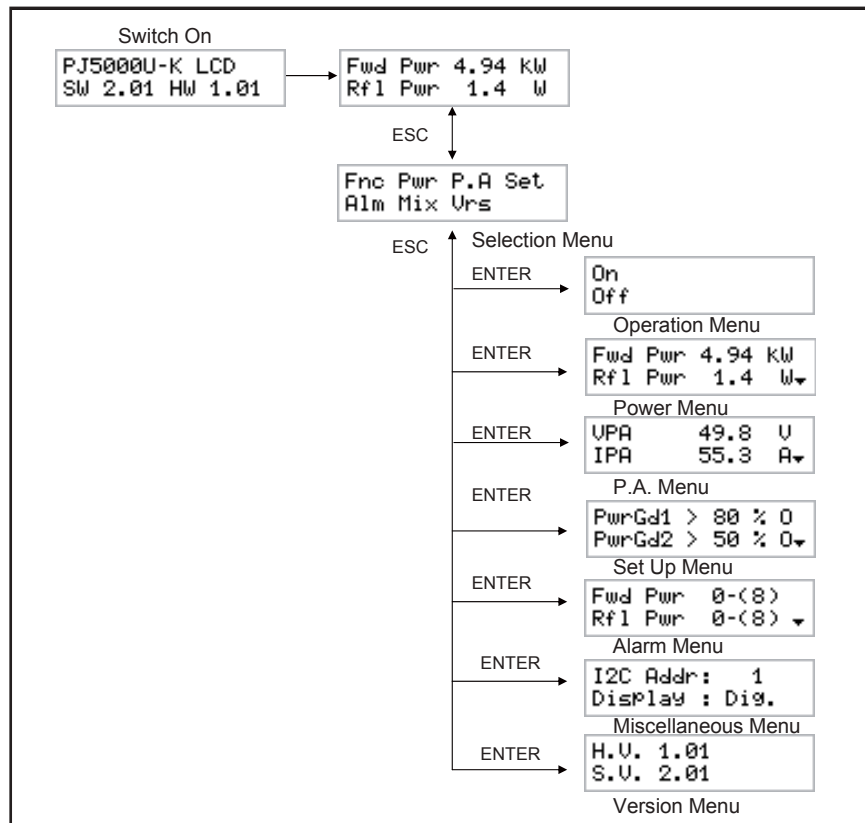 Switch On
PJ5000U-K LCD
SW 2.01 HW 1.01
Fwd Pwr 4.94 KW
Rfl Pwr 1.4 W
ESC
Fnc Pwr P.A Set
Alm Mix Vrs
ESC
Selection Menu
ENTER
On
Off
Operation Menu
ENTER
Fwd Pwr 4.94 KW
Rfl Pwr 1.4 W
Power Menu
ENTER
VPA 49.8 V
IPA 55.3 A
P.A. Menu
ENTER
PwrGd1 > 80 % O
PwrGd2 > 50 % O
Set Up Menu
ENTER
Fwd Pwr 0-(8)
Rfl Pwr 0-(8)
Alarm Menu
ENTER
I2C Addr: 1
Display : Dig.
Miscellaneous Menu
ENTER
H.V. 1.01
S.V. 2.01
Version Menu